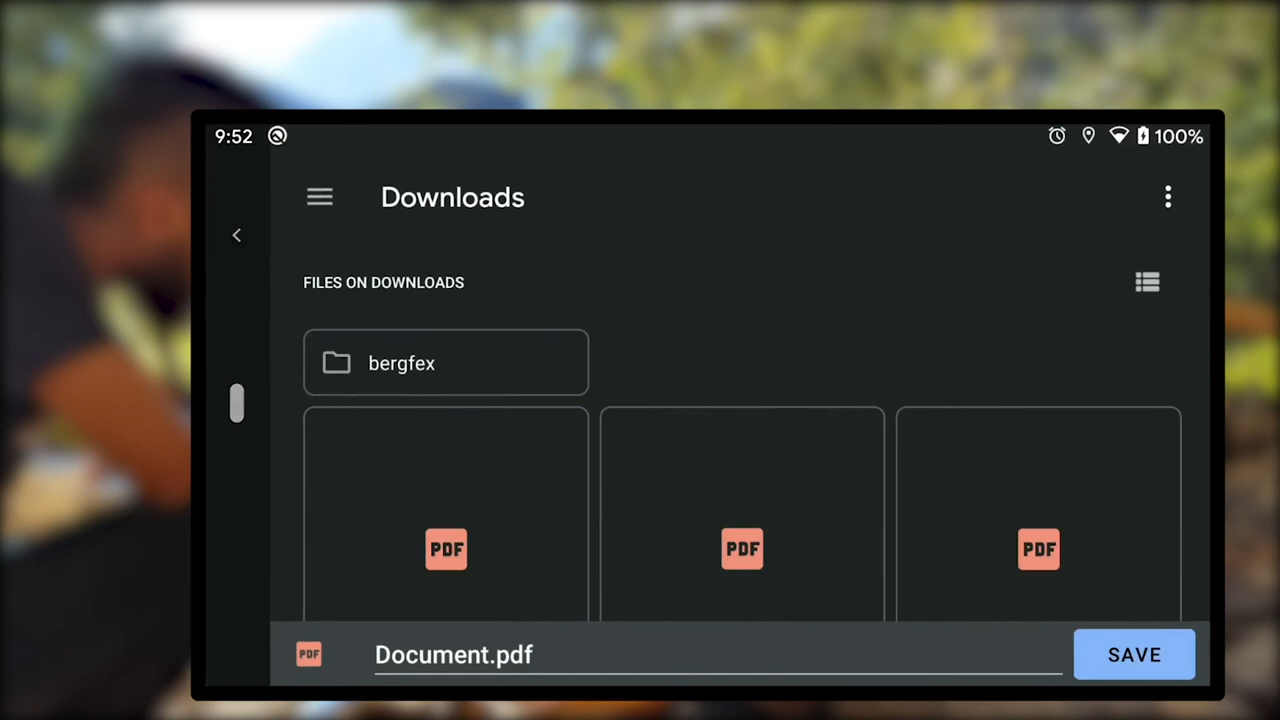 9:52
100%
Downloads
FILES ON DOWNLOADS
bergfex
PDF PDF PDF
PDF Document.pdf SAVE